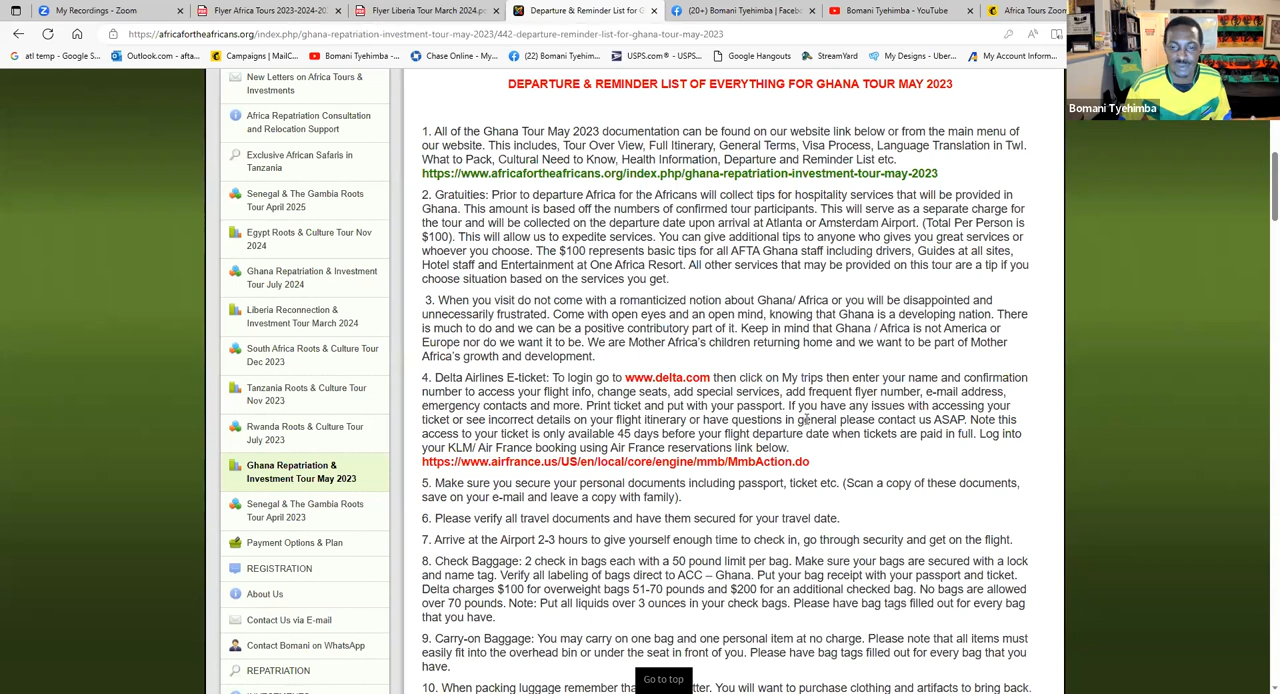 My Recordings - Zoom
Flyer Africa Tours 2023-2024-202
Flyer Liberia Tour March 2024.pd
Departure & Reminder List for G
(20+) Bomani Tyehimba | Faceb
Bomani Tyehimba - YouTube
Africa Tours Zoom
https://africafortheafricans.org/index.php/ghana-repatriation-investment-tour-may-2023/442-departure-reminder-list-for-ghana-tour-may-2023
atl temp - Google S...
Outlook.com - afta...
Campaigns | MailC...
Bomani Tyehimba -...
Chase Online - My...
(22) Bomani Tyehim...
USPS.com® - USPS...
Google Hangouts
StreamYard
My Designs - Uber...
My Account Inform...
Bomani Tyehimba
New Letters on Africa Tours &
Investments
Africa Repatriation Consultation
and Relocation Support
Exclusive African Safaris in
Tanzania
Senegal & The Gambia Roots
Tour April 2025
Egypt Roots & Culture Tour Nov
2024
Ghana Repatriation & Investment
Tour July 2024
Liberia Reconnection &
Investment Tour March 2024
South Africa Roots & Culture Tour
Dec 2023
Tanzania Roots & Culture Tour
Nov 2023
Rwanda Roots & Culture Tour
July 2023
Ghana Repatriation &
Investment Tour May 2023
Senegal & The Gambia Roots
Tour April 2023
Payment Options & Plan
REGISTRATION
About Us
Contact Us via E-mail
Contact Bomani on WhatsApp
REPATRIATION
DEPARTURE & REMINDER LIST OF EVERYTHING FOR GHANA TOUR MAY 2023
1. All of the Ghana Tour May 2023 documentation can be found on our website link below or from the main menu of
our website. This includes, Tour Over View, Full Itinerary, General Terms, Visa Process, Language Translation in Twl.
What to Pack, Cultural Need to Know, Health Information, Departure and Reminder List etc.
https://www.africafortheafricans.org/index.php/ghana-repatriation-investment-tour-may-2023
2. Gratuities: Prior to departure Africa for the Africans will collect tips for hospitality services that will be provided in
Ghana. This amount is based off the numbers of confirmed tour participants. This will serve as a separate charge for
the tour and will be collected on the departure date upon arrival at Atlanta or Amsterdam Airport. (Total Per Person is
$100). This will allow us to expedite services. You can give additional tips to anyone who gives you great services or
whoever you choose. The $100 represents basic tips for all AFTA Ghana staff including drivers, Guides at all sites,
Hotel staff and Entertainment at One Africa Resort. All other services that may be provided on this tour are a tip if you
choose situation based on the services you get.
3. When you visit do not come with a romanticized notion about Ghana/ Africa or you will be disappointed and
unnecessarily frustrated. Come with open eyes and an open mind, knowing that Ghana is a developing nation. There
is much to do and we can be a positive contributory part of it. Keep in mind that Ghana / Africa is not America or
Europe nor do we want it to be. We are Mother Africa's children returning home and we want to be part of Mother
Africa's growth and development.
4. Delta Airlines E-ticket: To login go to www.delta.com then click on My trips then enter your name and confirmation
number to access your flight info, change seats, add special services, add frequent flyer number, e-mail address,
emergency contacts and more. Print ticket and put with your passport. If you have any issues with accessing your
ticket or see incorrect details on your flight itinerary or have questions in general please contact us ASAP. Note this
access to your ticket is only available 45 days before your flight departure date when tickets are paid in full. Log into
your KLM/ Air France booking using Air France reservations link below.
https://www.airfrance.us/US/en/local/core/engine/mmb/MmbAction.do
5. Make sure you secure your personal documents including passport, ticket etc. (Scan a copy of these documents,
save on your e-mail and leave a copy with family).
6. Please verify all travel documents and have them secured for your travel date.
7. Arrive at the Airport 2-3 hours to give yourself enough time to check in, go through security and get on the flight.
8. Check Baggage: 2 check in bags each with a 50 pound limit per bag. Make sure your bags are secured with a lock
and name tag. Verify all labeling of bags direct to ACC – Ghana. Put your bag receipt with your passport and ticket.
Delta charges $100 for overweight bags 51-70 pounds and $200 for an additional checked bag. No bags are allowed
over 70 pounds. Note: Put all liquids over 3 ounces in your check bags. Please have bag tags filled out for every bag
that you have.
9. Carry-on Baggage: You may carry on one bag and one personal item at no charge. Please note that all items must
easily fit into the overhead bin or under the seat in front of you. Please have bag tags filled out for every bag that you
have.
10. When packing luggage remember tha tter. You will want to purchase clothing and artifacts to bring back.
Go to top